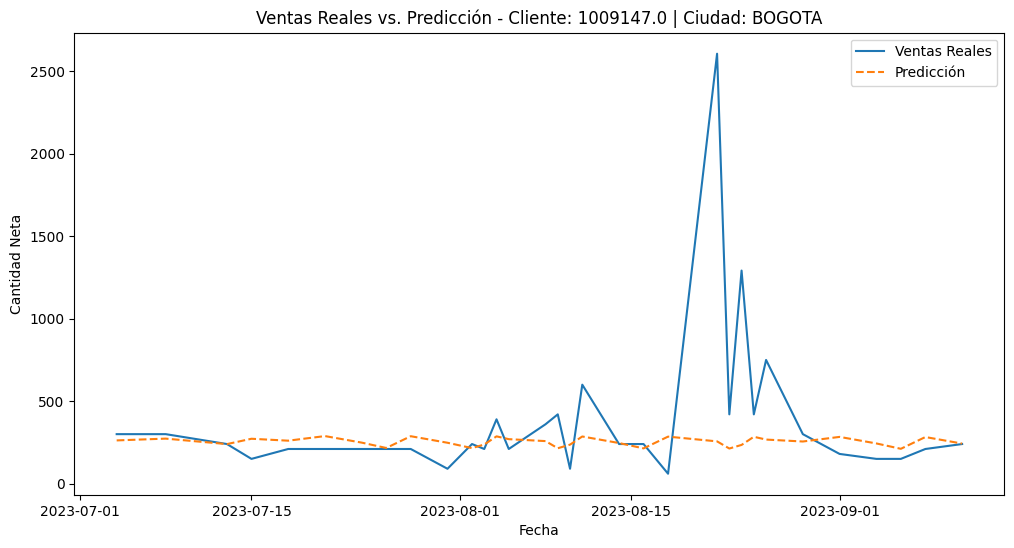 Ventas Reales vs. Predicción - Cliente: 1009147.0 | Ciudad: BOGOTA
Ventas Reales
Predicción
2500
2000
1500
1000
500
0
Cantidad Neta
2023-07-01
2023-07-15
2023-08-01
2023-08-15
2023-09-01
Fecha